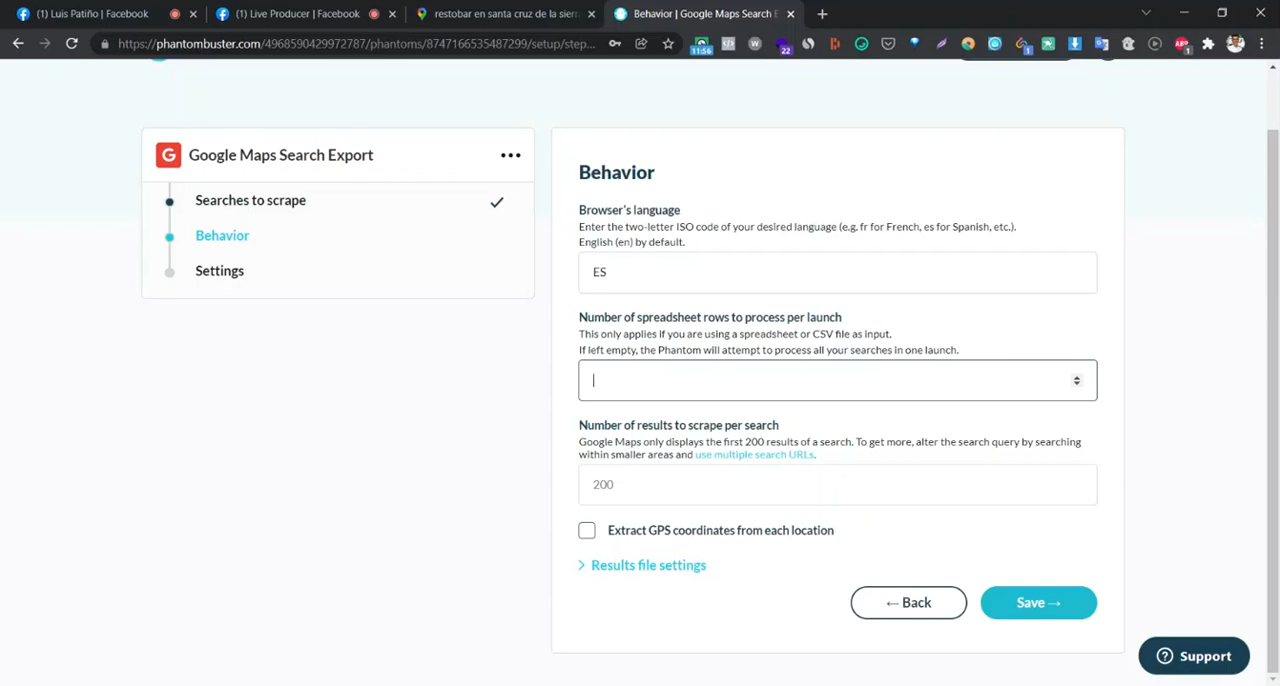 (1) Luis Patiño | Facebook
(1) Live Producer | Facebook
restobar en santa cruz de la sierr
Behavior | Google Maps Search E
https://phantombuster.com/4968590429972787/phantoms/8747166535487299/setup/step...
11:56
22
1
1
Google Maps Search Export
Searches to scrape
Behavior
Settings
Behavior
Browser's language
Enter the two-letter ISO code of your desired language (e.g. fr for French, es for Spanish, etc.).
English (en) by default.
ES
Number of spreadsheet rows to process per launch
This only applies if you are using a spreadsheet or CSV file as input.
If left empty, the Phantom will attempt to process all your searches in one launch.
Number of results to scrape per search
Google Maps only displays the first 200 results of a search. To get more, alter the search query by searching
within smaller areas and use multiple search URLs.
200
Extract GPS coordinates from each location
Results file settings
← Back
Save →
Support